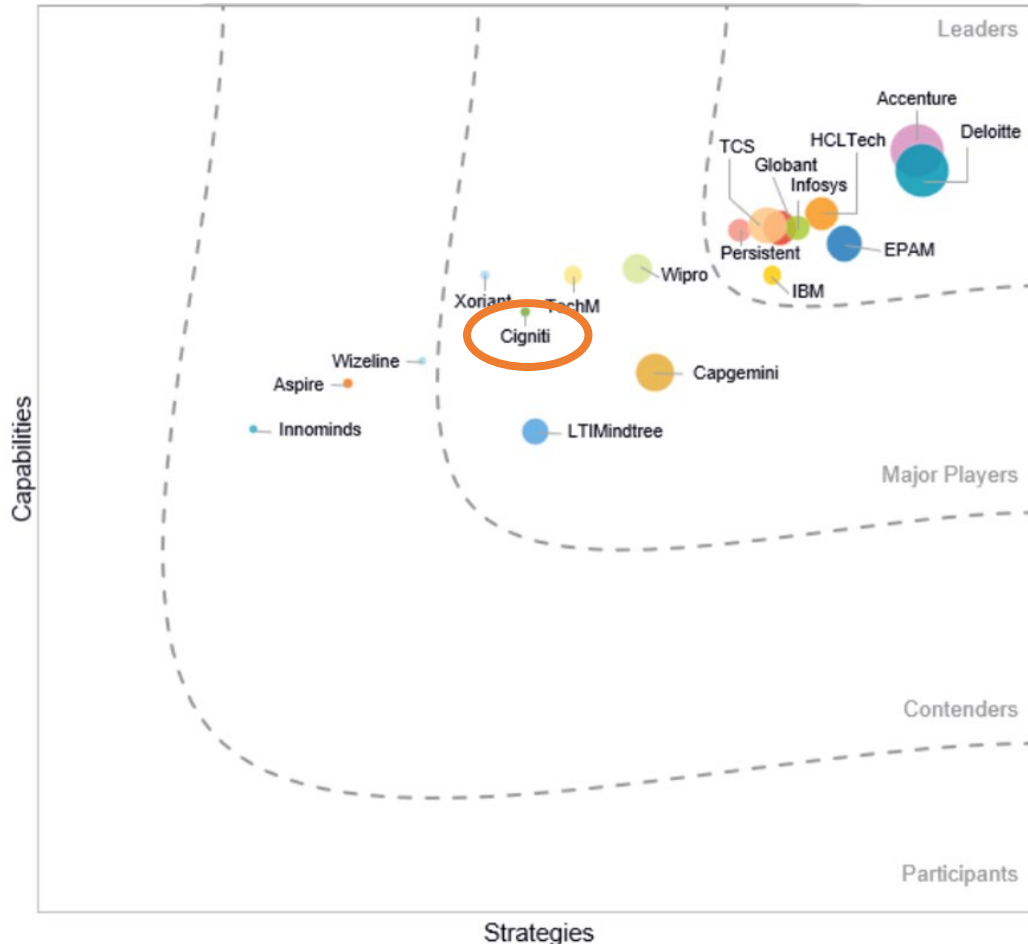 Leaders
Accenture
Deloitte
HCLTech
TCS
Globant
Infosys
Persistent
EPAM
Wipro
IBM
Xoriant
TechM
Cigniti
Wizeline
Capgemini
Aspire
Innominds
LTIMindtree
Major Players
Capabilities
Contenders
Participants
Strategies